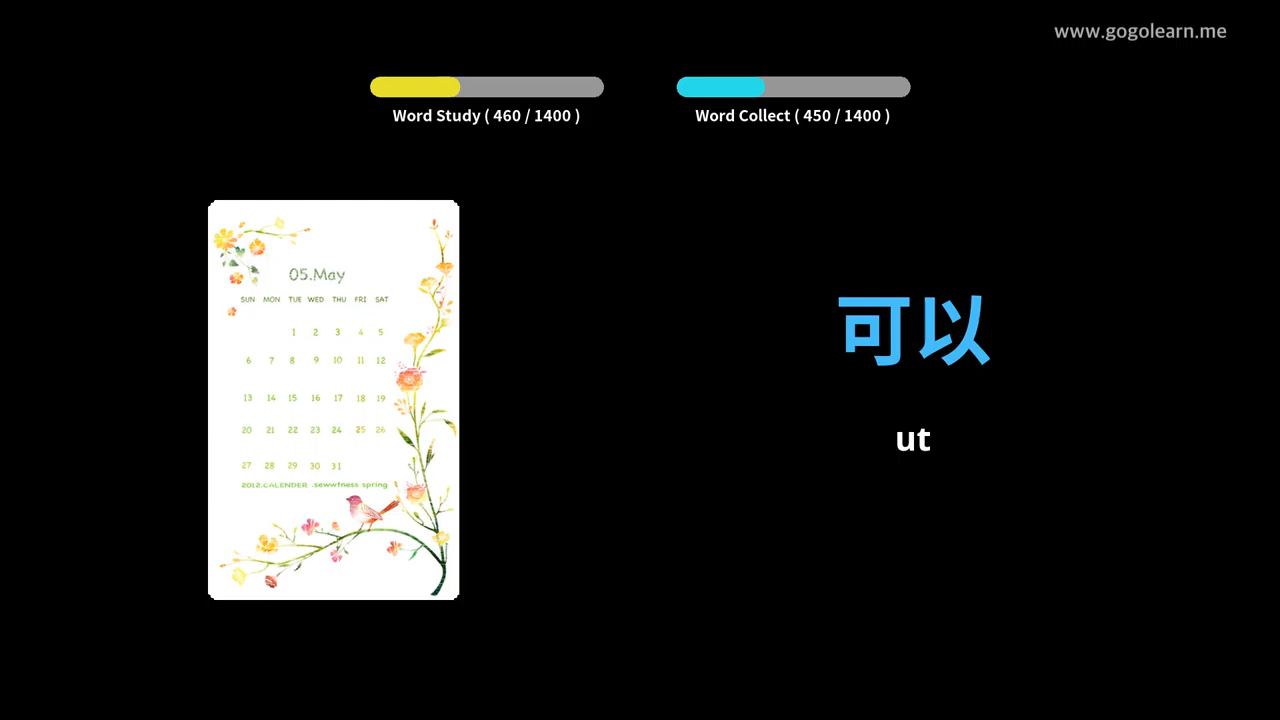 www.gogolearn.me
Word Study ( 460 / 1400 )
Word Collect ( 450 / 1400 )
05.May
SUN MON TUE WED THU FRI SAT
1 2 3 4 5
6 7 8 9 10 11 12
13 14 15 16 17 18 19
20 21 22 23 24 25 26
27 28 29 30 31
2012.CALENDER .sewwtness spring
可以
ut